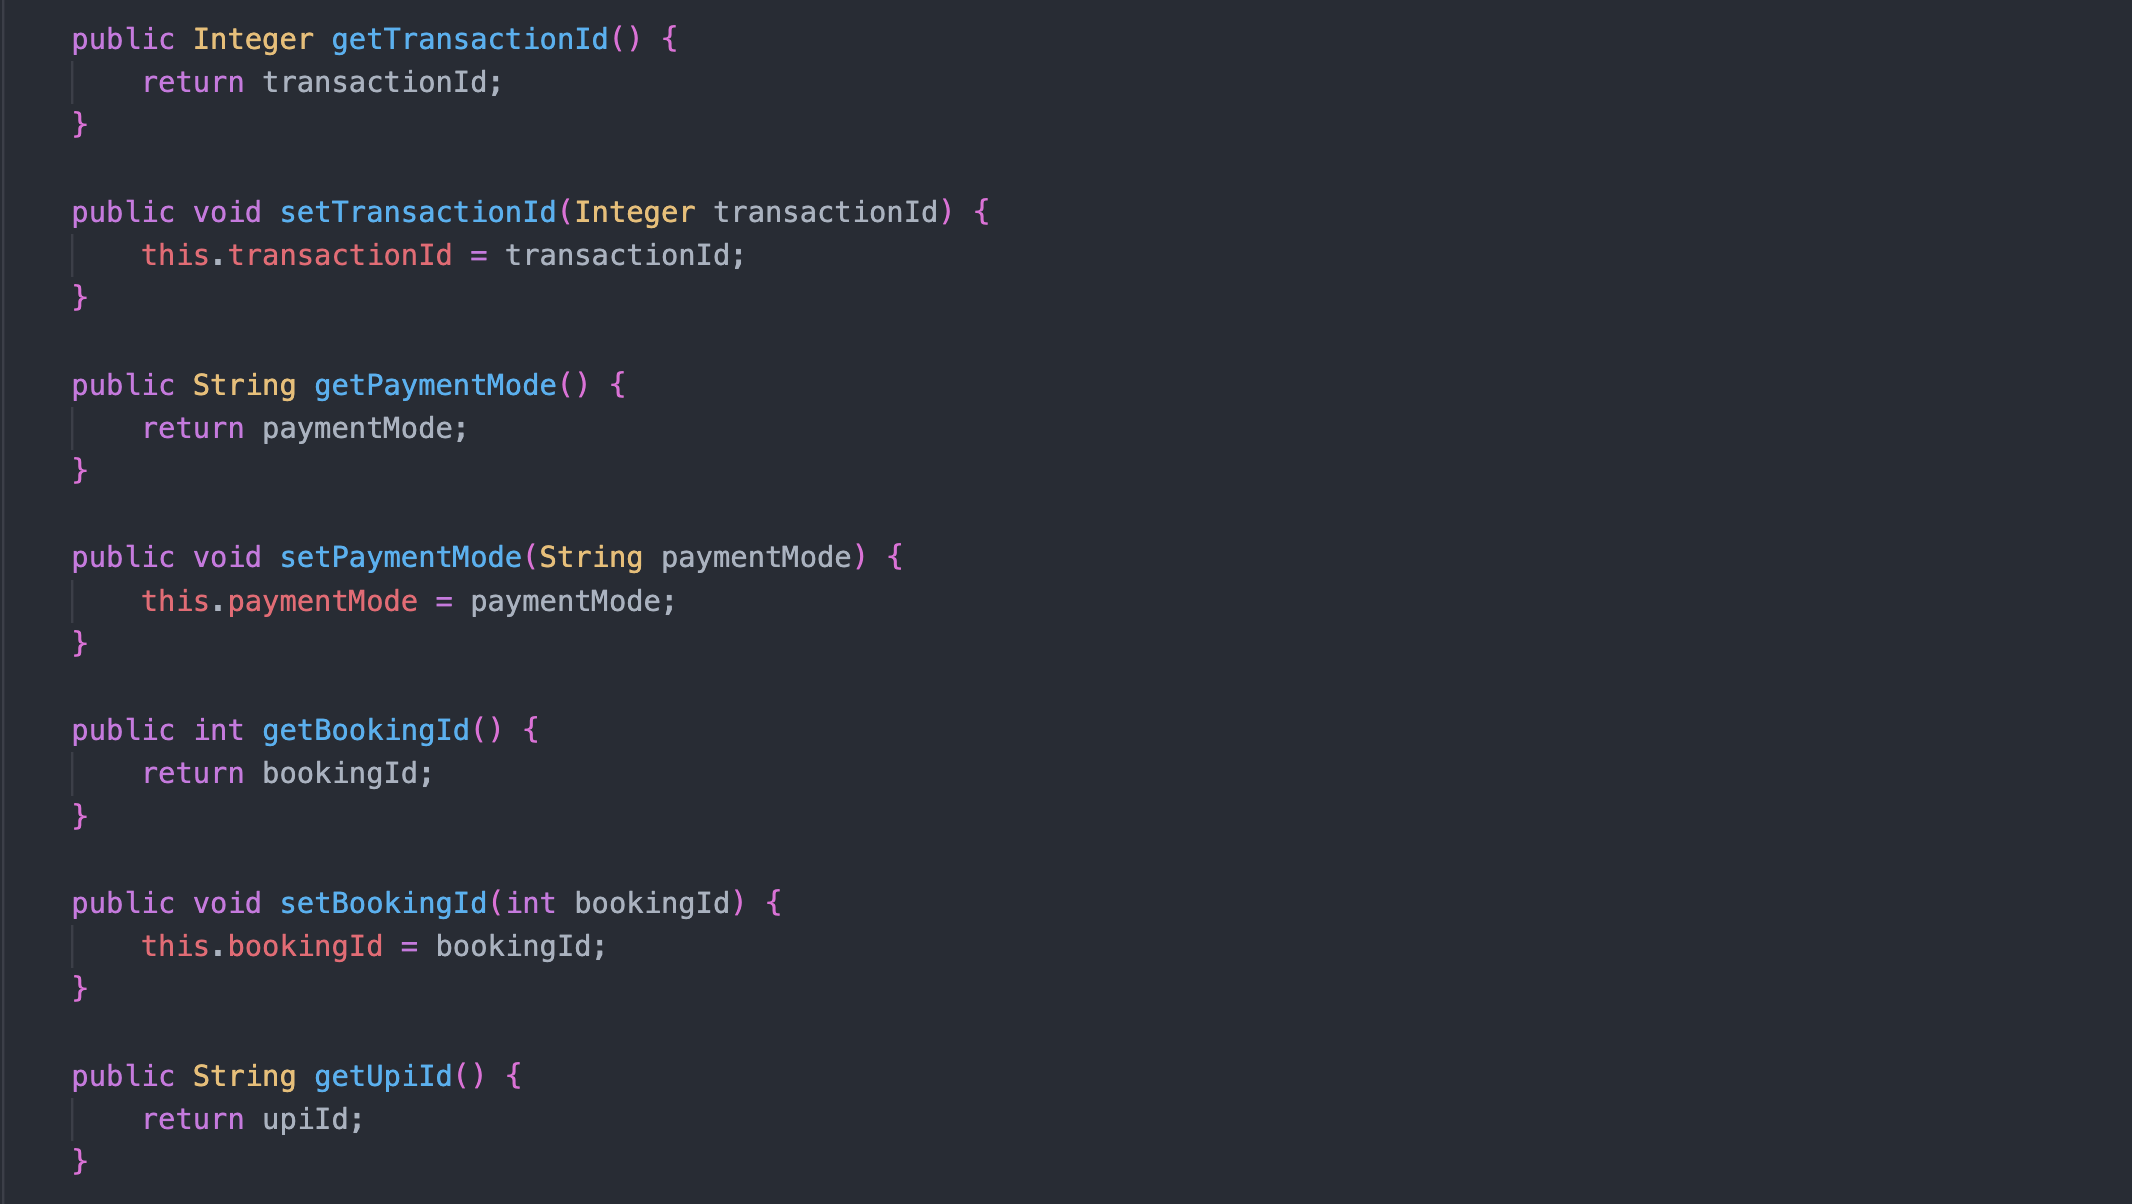 public Integer getTransactionId() {
    return transactionId;
}

public void setTransactionId(Integer transactionId) {
    this.transactionId = transactionId;
}

public String getPaymentMode() {
    return paymentMode;
}

public void setPaymentMode(String paymentMode) {
    this.paymentMode = paymentMode;
}

public int getBookingId() {
    return bookingId;
}

public void setBookingId(int bookingId) {
    this.bookingId = bookingId;
}

public String getUpiId() {
    return upiId;
}